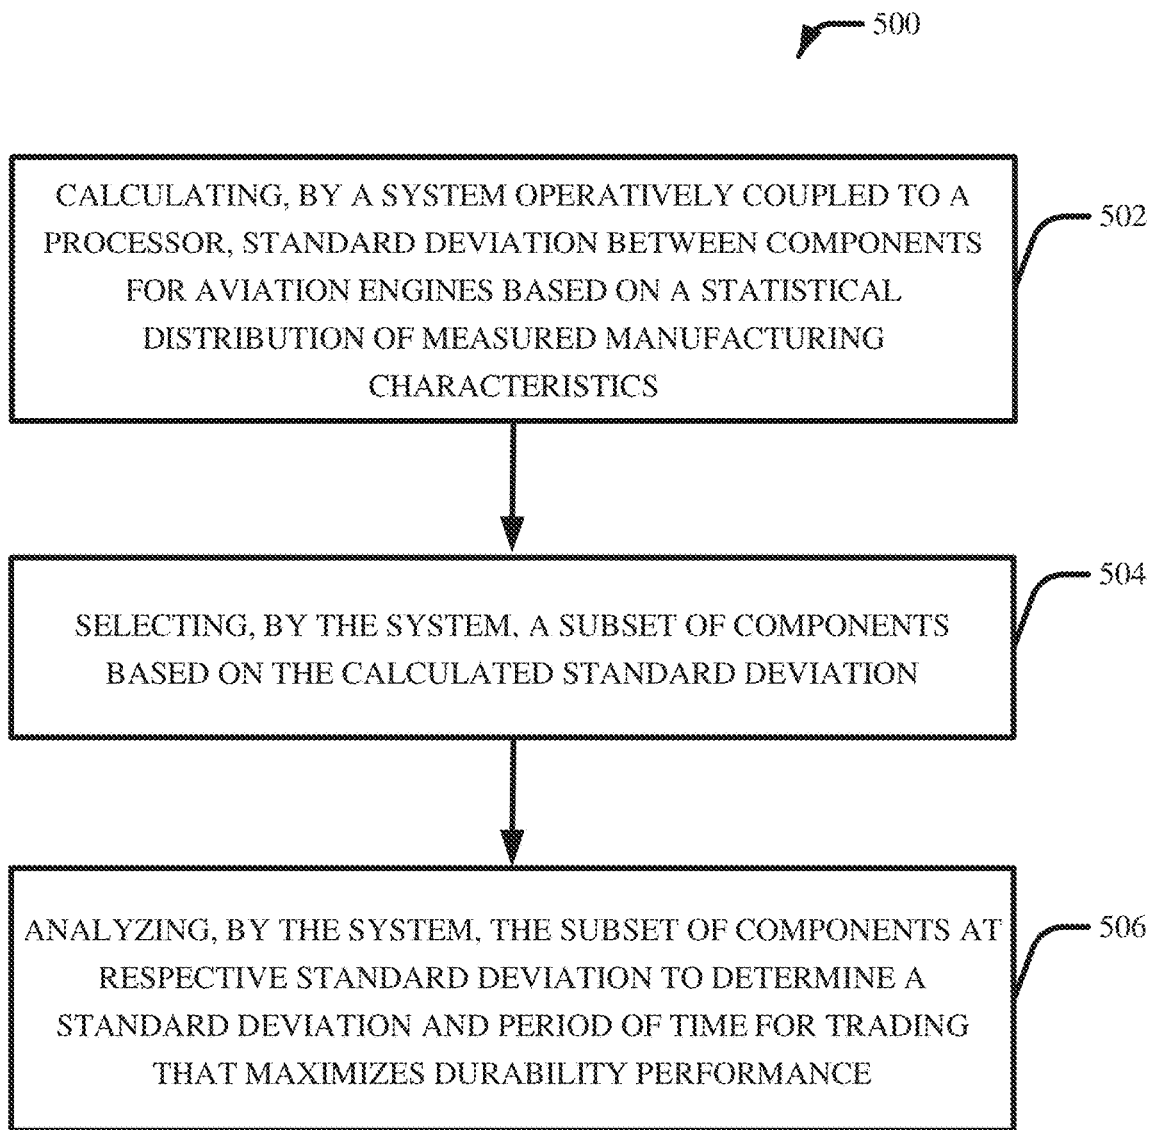 500
CALCULATING, BY A SYSTEM OPERATIVELY COUPLED TO A
PROCESSOR, STANDARD DEVIATION BETWEEN COMPONENTS
FOR AVIATION ENGINES BASED ON A STATISTICAL
DISTRIBUTION OF MEASURED MANUFACTURING
CHARACTERISTICS
502
SELECTING, BY THE SYSTEM, A SUBSET OF COMPONENTS
BASED ON THE CALCULATED STANDARD DEVIATION
504
ANALYZING, BY THE SYSTEM, THE SUBSET OF COMPONENTS AT
RESPECTIVE STANDARD DEVIATION TO DETERMINE A
STANDARD DEVIATION AND PERIOD OF TIME FOR TRADING
THAT MAXIMIZES DURABILITY PERFORMANCE
506